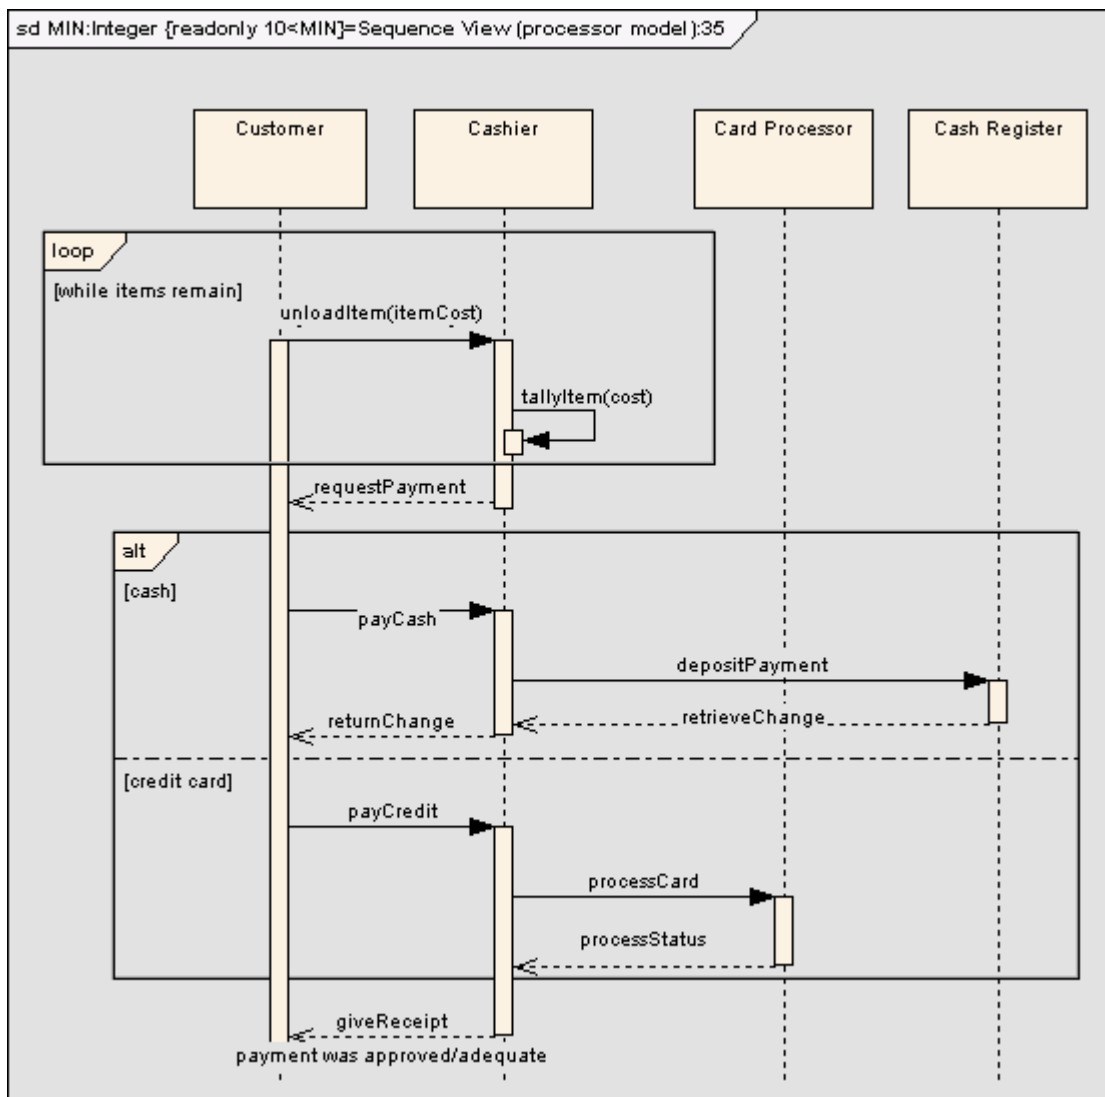 sd MIN:Integer {readonly 10<MIN}=Sequence View (processor model):35
Customer
Cashier
Card Processor
Cash Register
loop
[while items remain]
unloadItem(itemCost)
tallyItem(cost)
requestPayment
alt
[cash]
payCash
depositPayment
retrieveChange
returnChange
[credit card]
payCredit
processCard
processStatus
giveReceipt
payment was approved/adequate